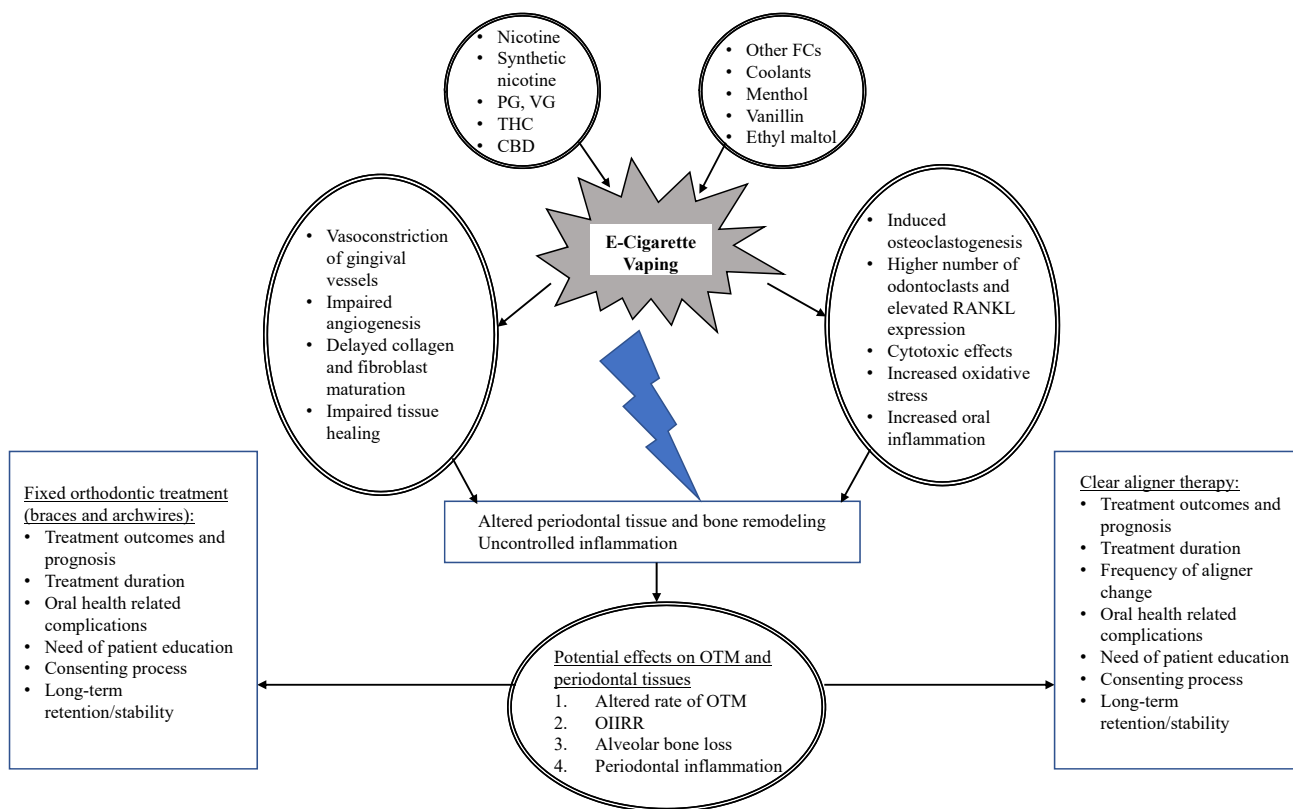 • Nicotine
• Synthetic
nicotine
• PG, VG
• THC
• CBD
• Other FCs
• Coolants
• Menthol
• Vanillin
• Ethyl maltol
E-Cigarette
Vaping
• Vasoconstriction
of gingival
vessels
• Impaired
angiogenesis
• Delayed collagen
and fibroblast
maturation
• Impaired tissue
healing
• Induced
osteoclastogenesis
• Higher number of
odontoclasts and
elevated RANKL
expression
• Cytotoxic effects
• Increased oxidative
stress
• Increased oral
inflammation
Altered periodontal tissue and bone remodeling
Uncontrolled inflammation
Fixed orthodontic treatment
(braces and archwires):
• Treatment outcomes and
prognosis
• Treatment duration
• Oral health related
complications
• Need of patient education
• Consenting process
• Long-term
retention/stability
Potential effects on OTM and
periodontal tissues
1. Altered rate of OTM
2. OIIRR
3. Alveolar bone loss
4. Periodontal inflammation
Clear aligner therapy:
• Treatment outcomes and
prognosis
• Treatment duration
• Frequency of aligner
change
• Oral health related
complications
• Need of patient education
• Consenting process
• Long-term
retention/stability